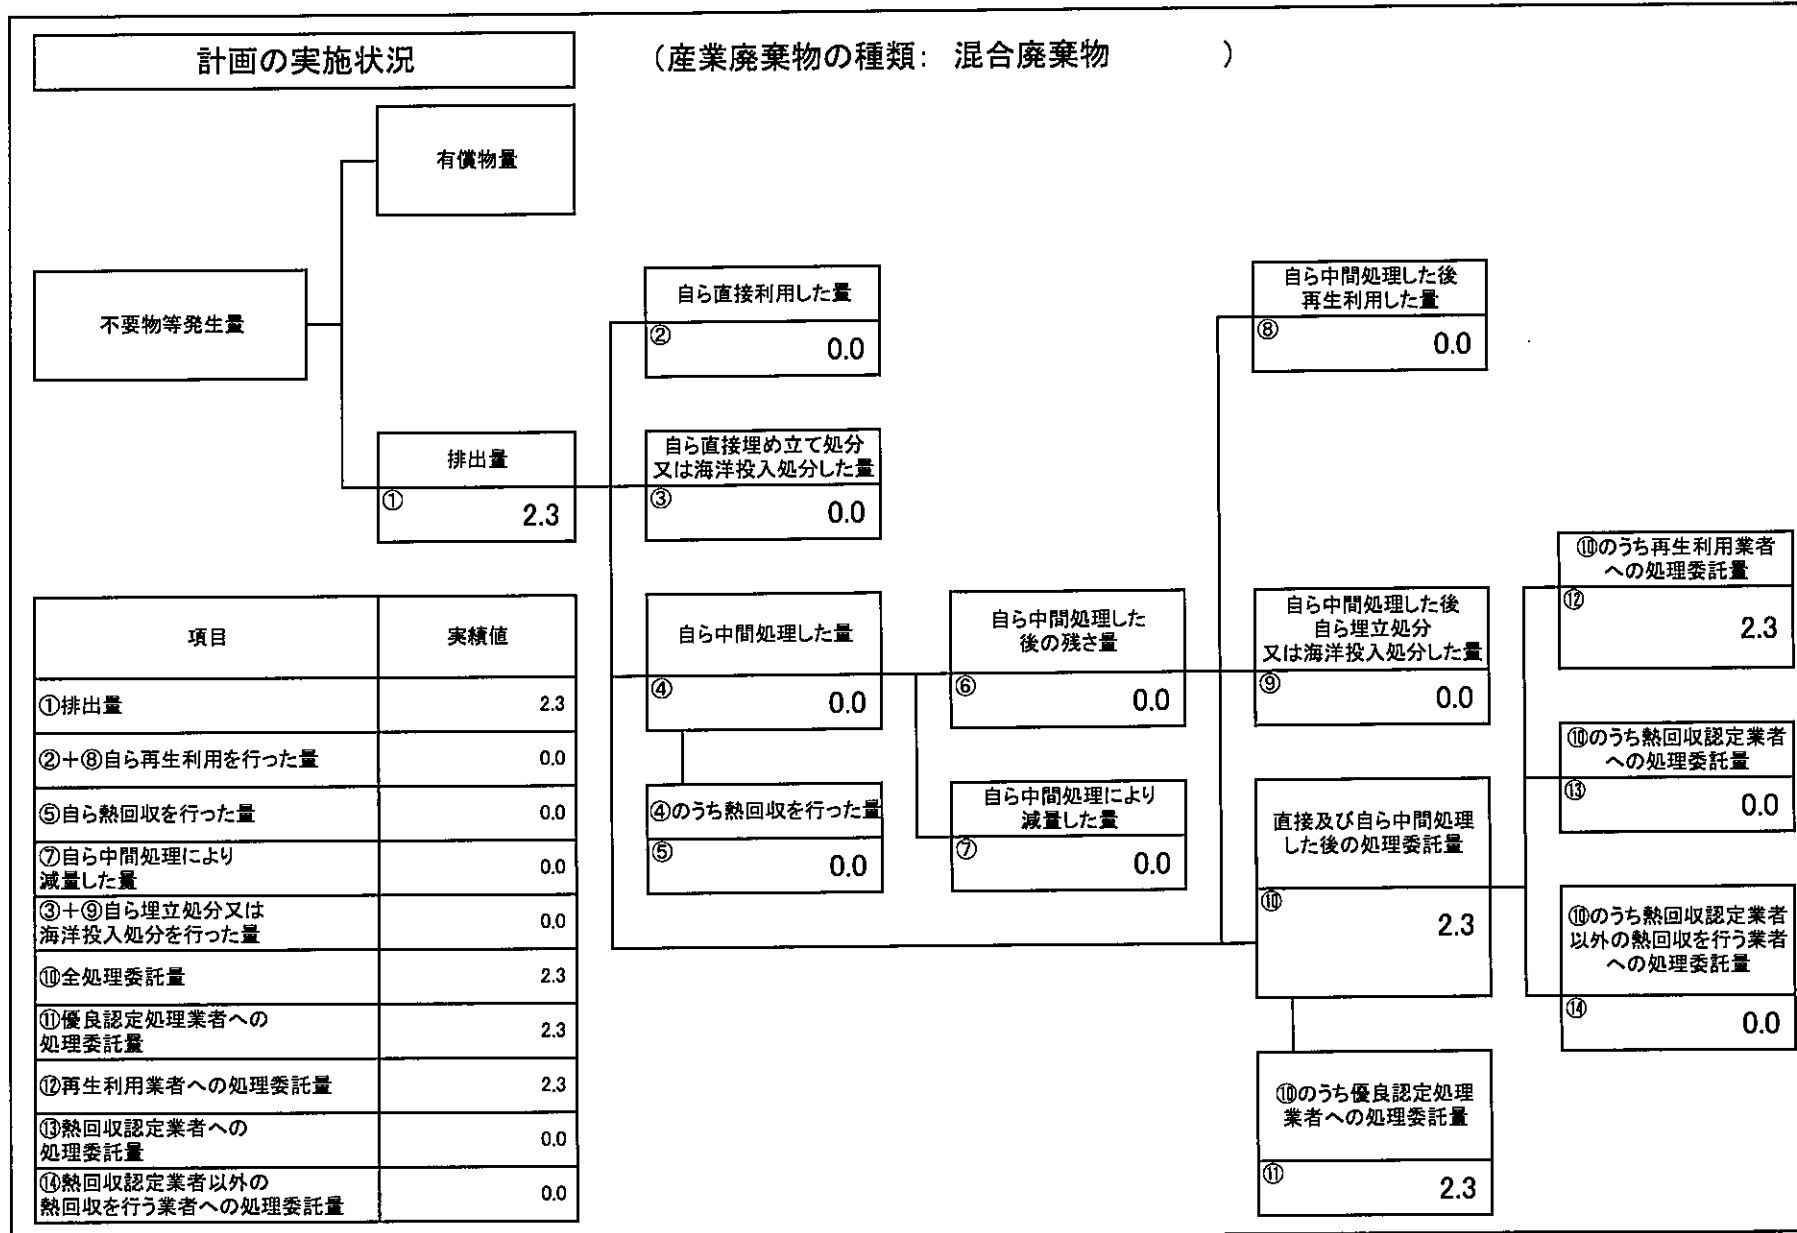 計画の実施状況
（産業廃棄物の種類： 混合廃棄物 ）
有償物量
不要物等発生量
排出量
① 2.3
自ら直接利用した量
② 0.0
自ら直接埋め立て処分
又は海洋投入処分した量
③ 0.0
自ら中間処理した量
④ 0.0
④のうち熱回収を行った量
⑤ 0.0
自ら中間処理した
後の残さ量
⑥ 0.0
自ら中間処理により
減量した量
⑦ 0.0
自ら中間処理した後
再生利用した量
⑧ 0.0
自ら中間処理した後
自ら埋立処分
又は海洋投入処分した量
⑨ 0.0
直接及び自ら中間処理
した後の処理委託量
⑩ 2.3
⑩のうち優良認定処理
業者への処理委託量
⑪ 2.3
⑩のうち再生利用業者
への処理委託量
⑫ 2.3
⑩のうち熱回収認定業者
への処理委託量
⑬ 0.0
⑩のうち熱回収認定業者
以外の熱回収を行う業者
への処理委託量
⑭ 0.0
項目 実績値
①排出量 2.3
②＋⑧自ら再生利用を行った量 0.0
⑤自ら熱回収を行った量 0.0
⑦自ら中間処理により
減量した量 0.0
③＋⑨自ら埋立処分又は
海洋投入処分を行った量 0.0
⑩全処理委託量 2.3
⑪優良認定処理業者への
処理委託量 2.3
⑫再生利用業者への処理委託量 2.3
⑬熱回収認定業者への
処理委託量 0.0
⑭熱回収認定業者以外の
熱回収を行う業者への処理委託量 0.0